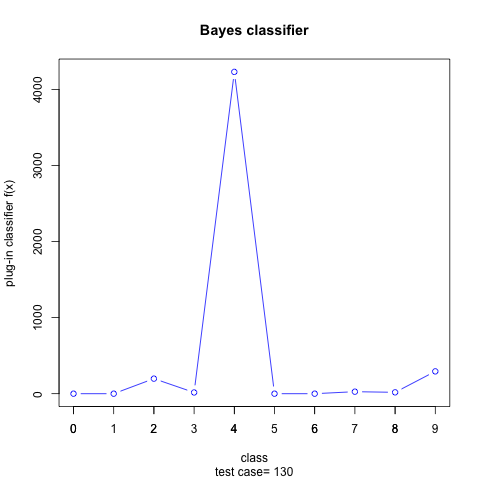 Bayes classifier
plug-in classifier f(x)
4000
3000
2000
1000
0
0 1 2 3 4 5 6 7 8 9
class
test case= 130